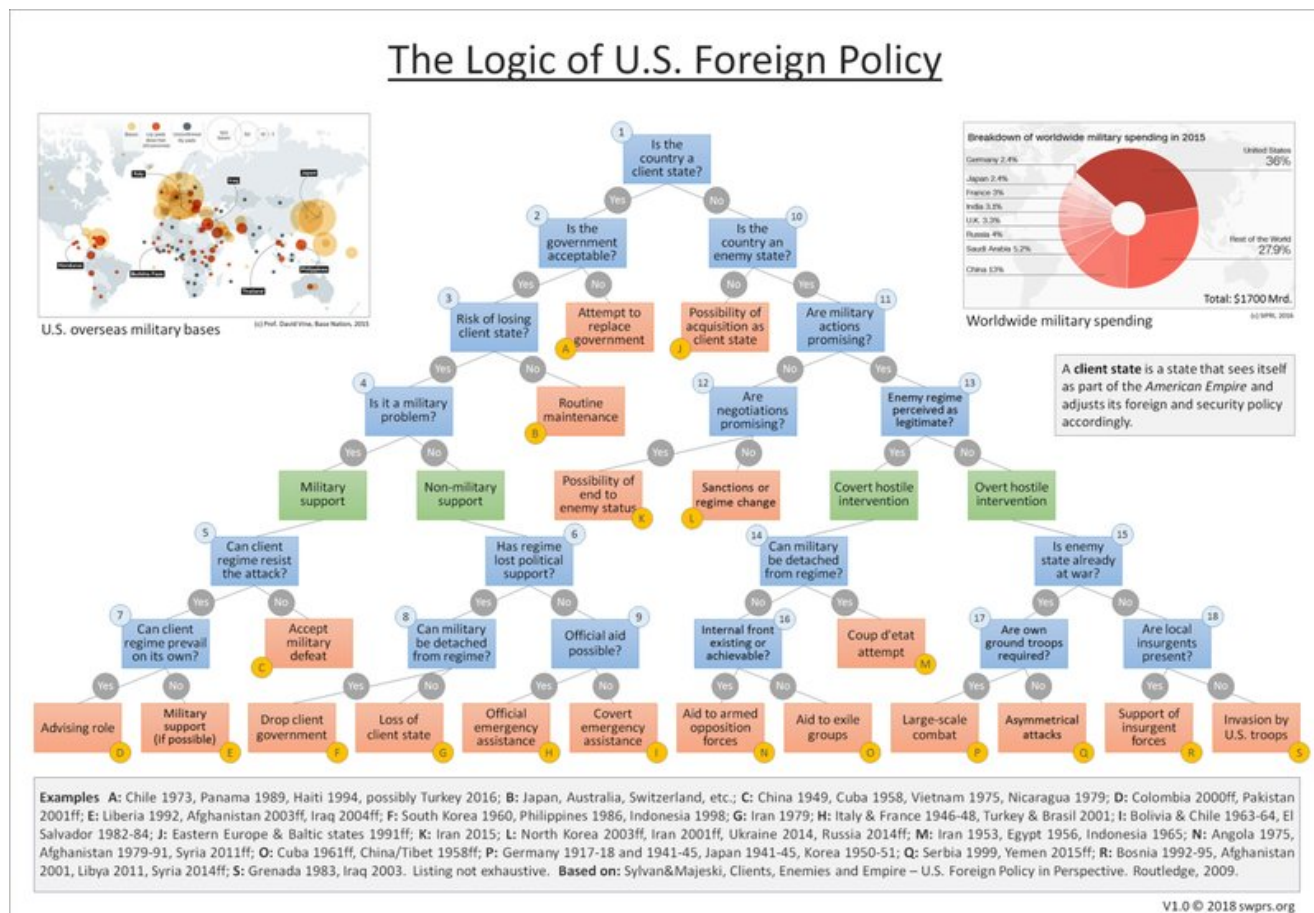 The Logic of U.S. Foreign Policy
Italy
Iraq
Japan
Honduras
Burkina Faso
Thailand
Philippines
U.S. overseas military bases
(c) Prof. David Vine, Base Nation, 2015
Breakdown of worldwide military spending in 2015
Germany 2.4%
Japan 2.4%
France 3%
U.K. 3.3%
Russia 4%
Saudi Arabia 5.2%
China 13%
United States
36%
Rest of the World
27.9%
Total: $1700 Mrd.
Worldwide military spending
(c) SIPRI, 2016
A client state is a state that sees itself
as part of the American Empire and
adjusts its foreign and security policy
accordingly.
1
Is the
country a
client state?
Yes
No
2
Is the
government
acceptable?
10
Is the
country an
enemy state?
Yes
No
No
Yes
3
Risk of losing
client state?
Attempt to
replace
government
A
Possibility of
acquisition as
client state
J
11
Are military
actions
promising?
Yes
No
No
Yes
4
Is it a military
problem?
Routine
maintenance
B
12
Are
negotiations
promising?
13
Enemy regime
perceived as
legitimate?
Yes
No
Yes
No
Yes
No
Military
support
Non-military
support
Possibility of
end to
enemy status
K
Sanctions or
regime change
L
Covert hostile
intervention
Overt hostile
intervention
5
Can client
regime resist
the attack?
6
Has regime
lost political
support?
14
Can military
be detached
from regime?
15
Is enemy
state already
at war?
Yes
No
Yes
No
No
Yes
Yes
No
7
Can client
regime prevail
on its own?
Accept
military
defeat
C
8
Can military
be detached
from regime?
9
Official aid
possible?
16
Internal front
existing or
achievable?
Coup d'etat
attempt
M
17
Are own
ground troops
required?
18
Are local
insurgents
present?
Yes
No
Yes
No
Yes
No
Yes
No
Yes
No
Yes
No
Advising role
D
Military
support
(if possible)
E
Drop client
government
F
Loss of
client state
G
Official
emergency
assistance
H
Covert
emergency
assistance
I
Aid to armed
opposition
forces
N
Aid to exile
groups
O
Large-scale
combat
P
Asymmetrical
attacks
Q
Support of
insurgent
forces
R
Invasion by
U.S. troops
S
Examples A: Chile 1973, Panama 1989, Haiti 1994, possibly Turkey 2016; B: Japan, Australia, Switzerland, etc.; C: China 1949, Cuba 1958, Vietnam 1975, Nicaragua 1979; D: Colombia 2000ff, Pakistan
2001ff; E: Liberia 1992, Afghanistan 2003ff, Iraq 2004ff; F: South Korea 1960, Philippines 1986, Indonesia 1998; G: Iran 1979; H: Italy & France 1946-48, Turkey & Brasil 2001; I: Bolivia & Chile 1963-64, El
Salvador 1982-84; J: Eastern Europe & Baltic states 1991ff; K: Iran 2015; L: North Korea 2003ff, Iran 2001ff, Ukraine 2014, Russia 2014ff; M: Iran 1953, Egypt 1956, Indonesia 1965; N: Angola 1975,
Afghanistan 1979-91, Syria 2011ff; O: Cuba 1961ff, China/Tibet 1958ff; P: Germany 1917-18 and 1941-45, Japan 1941-45, Korea 1950-51; Q: Serbia 1999, Yemen 2015ff; R: Bosnia 1992-95, Afghanistan
2001, Libya 2011, Syria 2014ff; S: Grenada 1983, Iraq 2003. Listing not exhaustive. Based on: Sylvan&Majeski, Clients, Enemies and Empire – U.S. Foreign Policy in Perspective. Routledge, 2009.
V1.0 © 2018 swprs.org